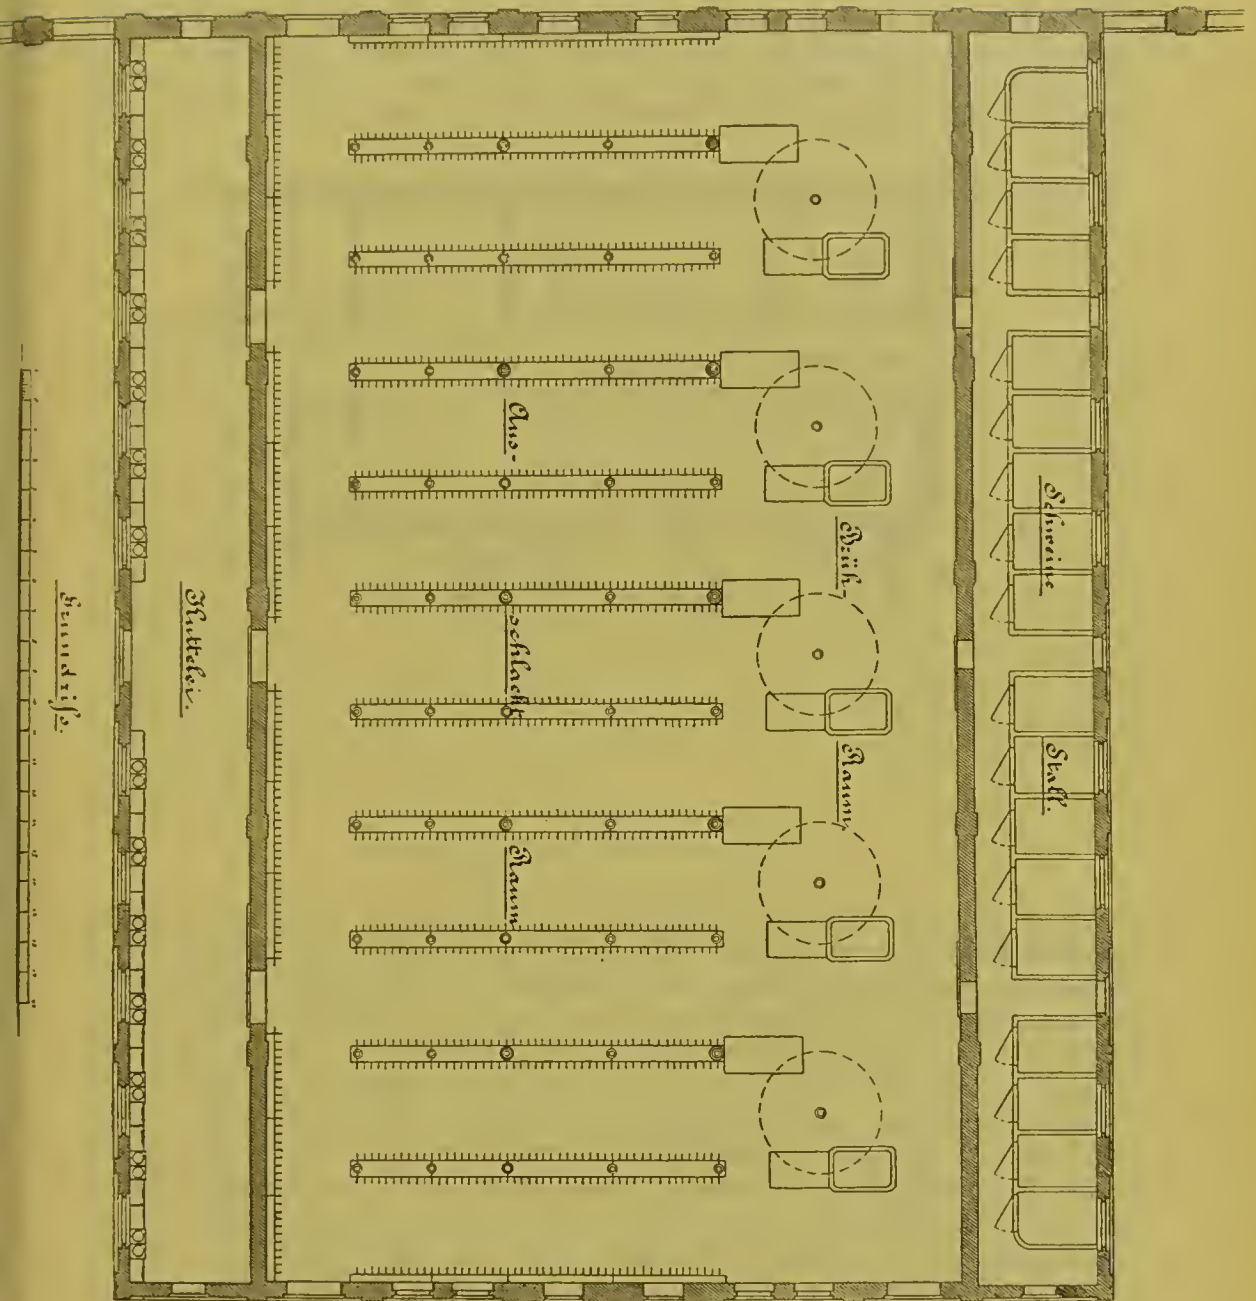 Schweine Stall.
Brüh- Raum
Aus- schlacht Raum
Kuttelei.
Grundriſs.